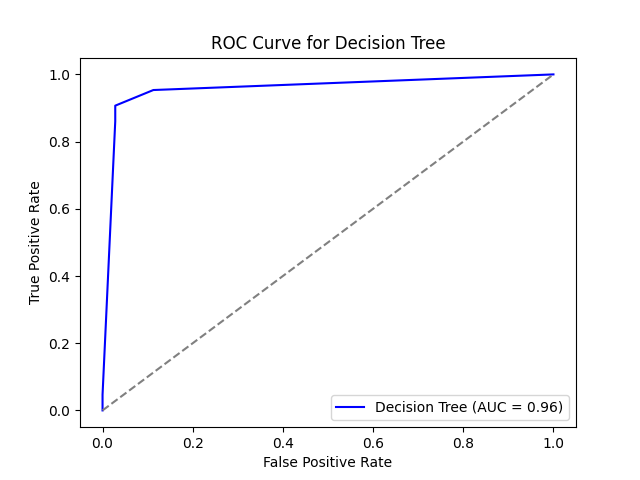 ROC Curve for Decision Tree
1.0
0.8
0.6
0.4
0.2
0.0
True Positive Rate
Decision Tree (AUC = 0.96)
0.0 0.2 0.4 0.6 0.8 1.0
False Positive Rate